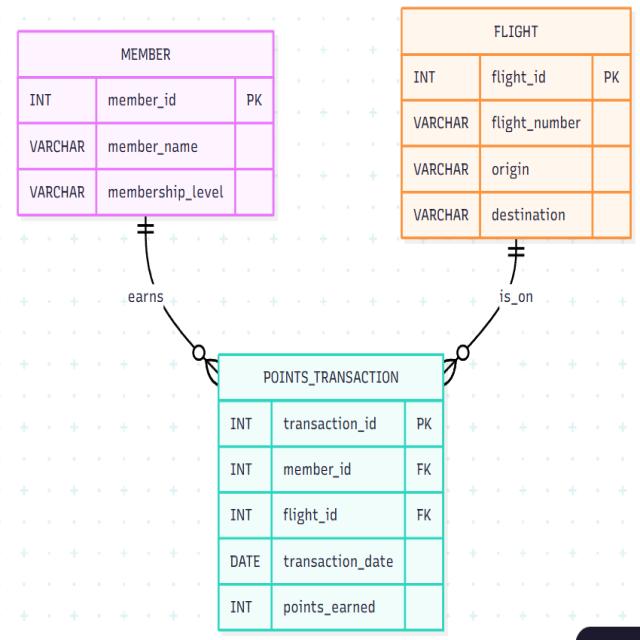 MEMBER
INT member_id PK
VARCHAR member_name
VARCHAR membership_level
FLIGHT
INT flight_id PK
VARCHAR flight_number
VARCHAR origin
VARCHAR destination
earns
is_on
POINTS_TRANSACTION
INT transaction_id PK
INT member_id FK
INT flight_id FK
DATE transaction_date
INT points_earned